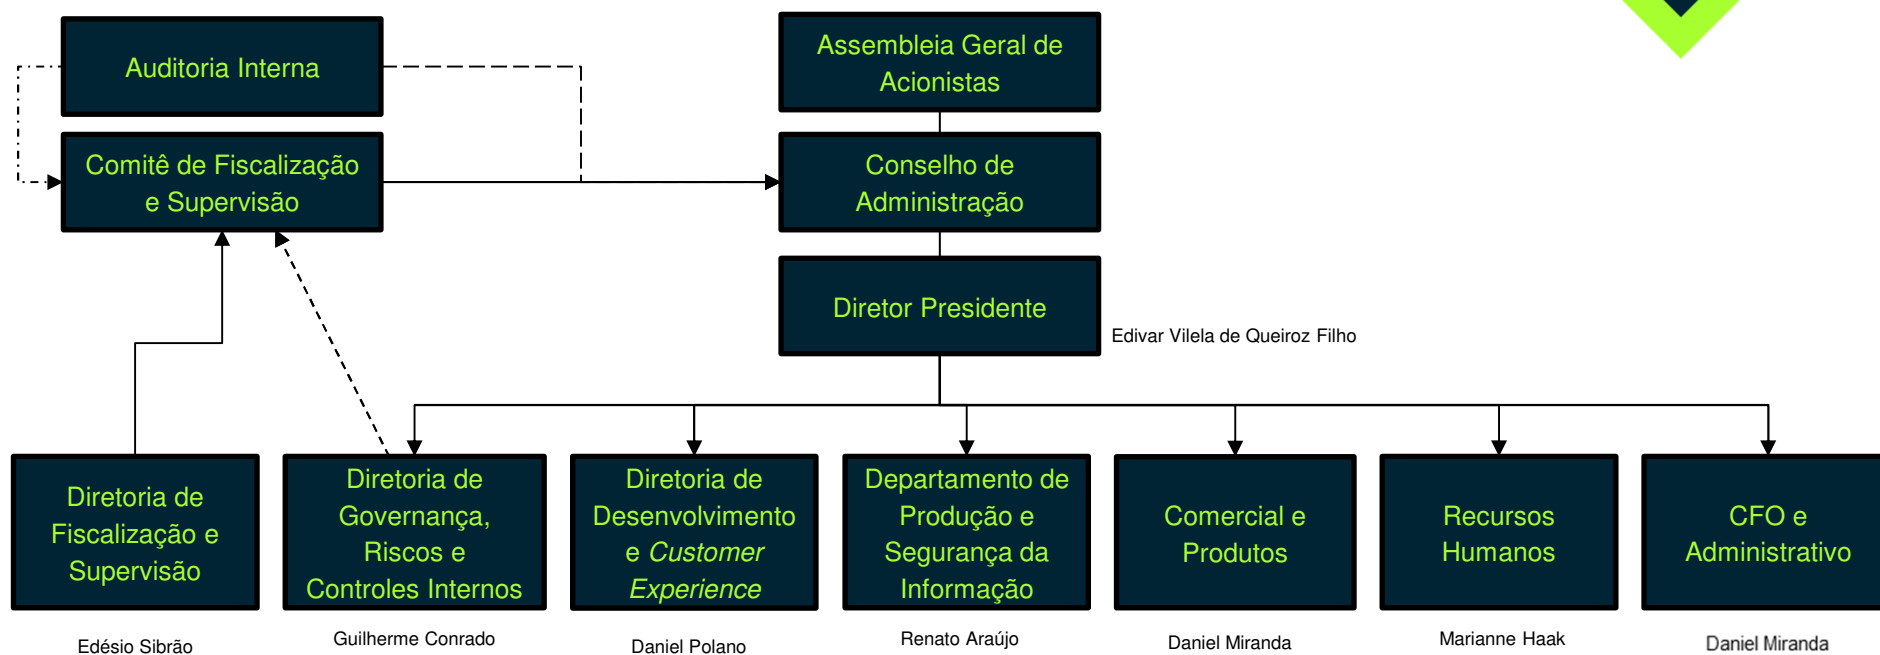 Auditoria Interna
Assembleia Geral de
Acionistas
Comitê de Fiscalização
e Supervisão
Conselho de
Administração
Diretor Presidente
Edivar Vilela de Queiroz Filho
Diretoria de
Fiscalização e
Supervisão
Diretoria de
Governança,
Riscos e
Controles Internos
Diretoria de
Desenvolvimento
e Customer
Experience
Departamento de
Produção e
Segurança da
Informação
Comercial e
Produtos
Recursos
Humanos
CFO e
Administrativo
Edésio Sibrão
Guilherme Conrado
Daniel Polano
Renato Araújo
Daniel Miranda
Marianne Haak
Daniel Miranda